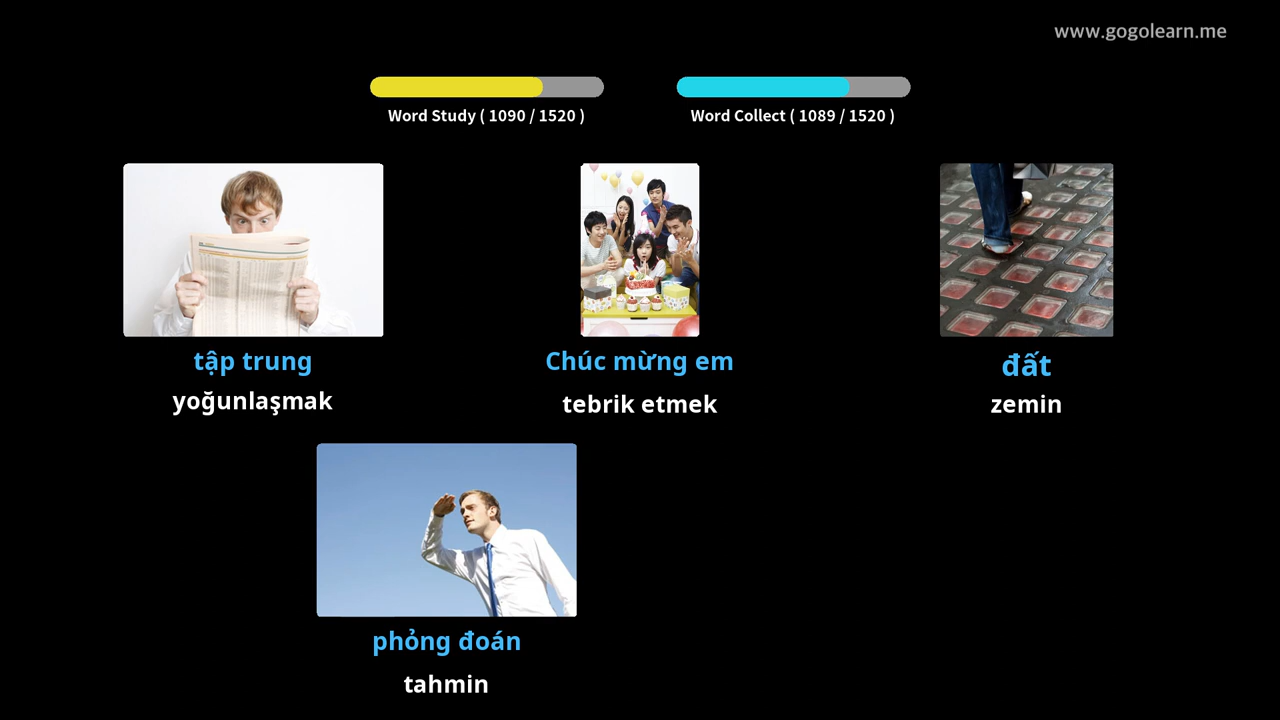 www.gogolearn.me
Word Study ( 1090 / 1520 )
Word Collect ( 1089 / 1520 )
tập trung
yoğunlaşmak
Chúc mừng em
tebrik etmek
đất
zemin
phỏng đoán
tahmin